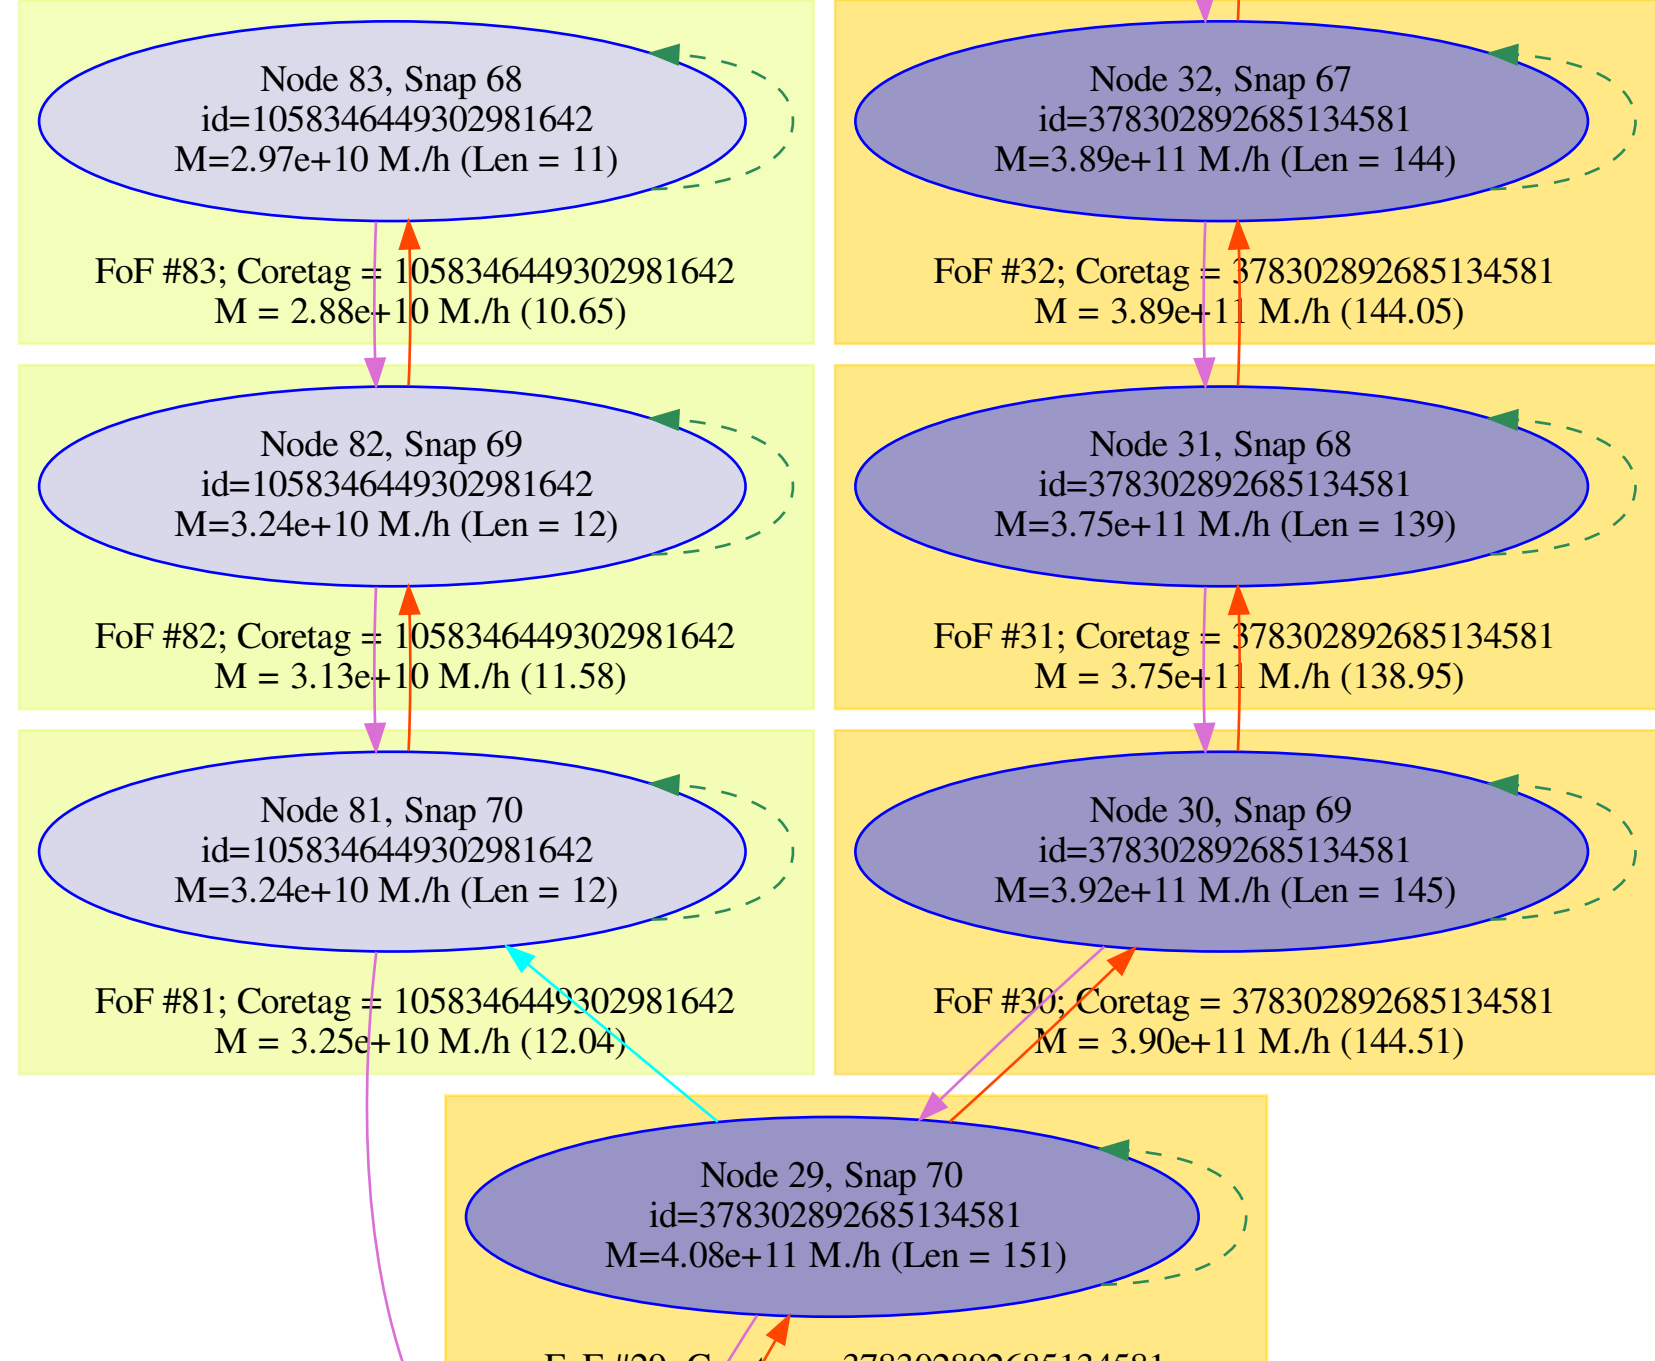 Node 83, Snap 68
id=1058346449302981642
M=2.97e+10 M./h (Len = 11)
FoF #83; Coretag = 1058346449302981642
M = 2.88e+10 M./h (10.65)
Node 32, Snap 67
id=378302892685134581
M=3.89e+11 M./h (Len = 144)
FoF #32; Coretag = 378302892685134581
M = 3.89e+11 M./h (144.05)
Node 82, Snap 69
id=1058346449302981642
M=3.24e+10 M./h (Len = 12)
FoF #82; Coretag = 1058346449302981642
M = 3.13e+10 M./h (11.58)
Node 31, Snap 68
id=378302892685134581
M=3.75e+11 M./h (Len = 139)
FoF #31; Coretag = 378302892685134581
M = 3.75e+11 M./h (138.95)
Node 81, Snap 70
id=1058346449302981642
M=3.24e+10 M./h (Len = 12)
FoF #81; Coretag = 1058346449302981642
M = 3.25e+10 M./h (12.04)
Node 30, Snap 69
id=378302892685134581
M=3.92e+11 M./h (Len = 145)
FoF #30; Coretag = 378302892685134581
M = 3.90e+11 M./h (144.51)
Node 29, Snap 70
id=378302892685134581
M=4.08e+11 M./h (Len = 151)